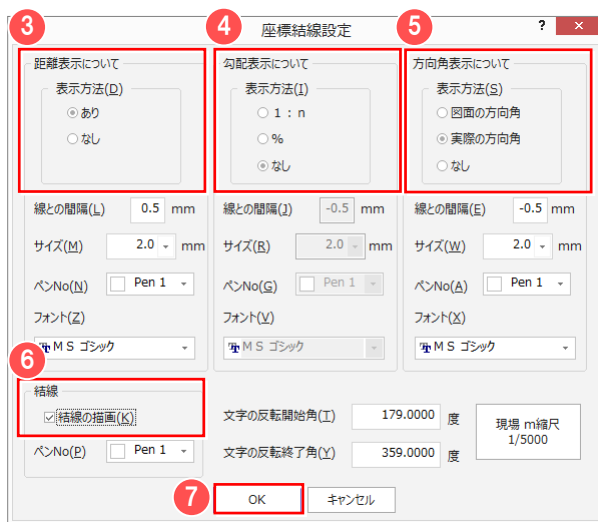 3
4
座標結線設定
5
?
×
距離表示について
勾配表示について
方向角表示について
表示方法(D)
表示方法(I)
表示方法(S)
あり
1 : n
図面の方向角
なし
%
実際の方向角
なし
なし
線との間隔(L)
0.5 mm
線との間隔(J)
-0.5 mm
線との間隔(E)
-0.5 mm
サイズ(M)
2.0 mm
サイズ(R)
2.0 mm
サイズ(W)
2.0 mm
ペンNo(N)
Pen 1
ペンNo(G)
Pen 1
ペンNo(A)
Pen 1
フォント(Z)
フォント(V)
フォント(X)
MS ゴシック
MS ゴシック
MS ゴシック
6
結線
結線の描画(K)
文字の反転開始角(T)
179.0000 度
現場 m縮尺
1/5000
ペンNo(P)
Pen 1
文字の反転終了角(Y)
359.0000 度
7
OK
キャンセル